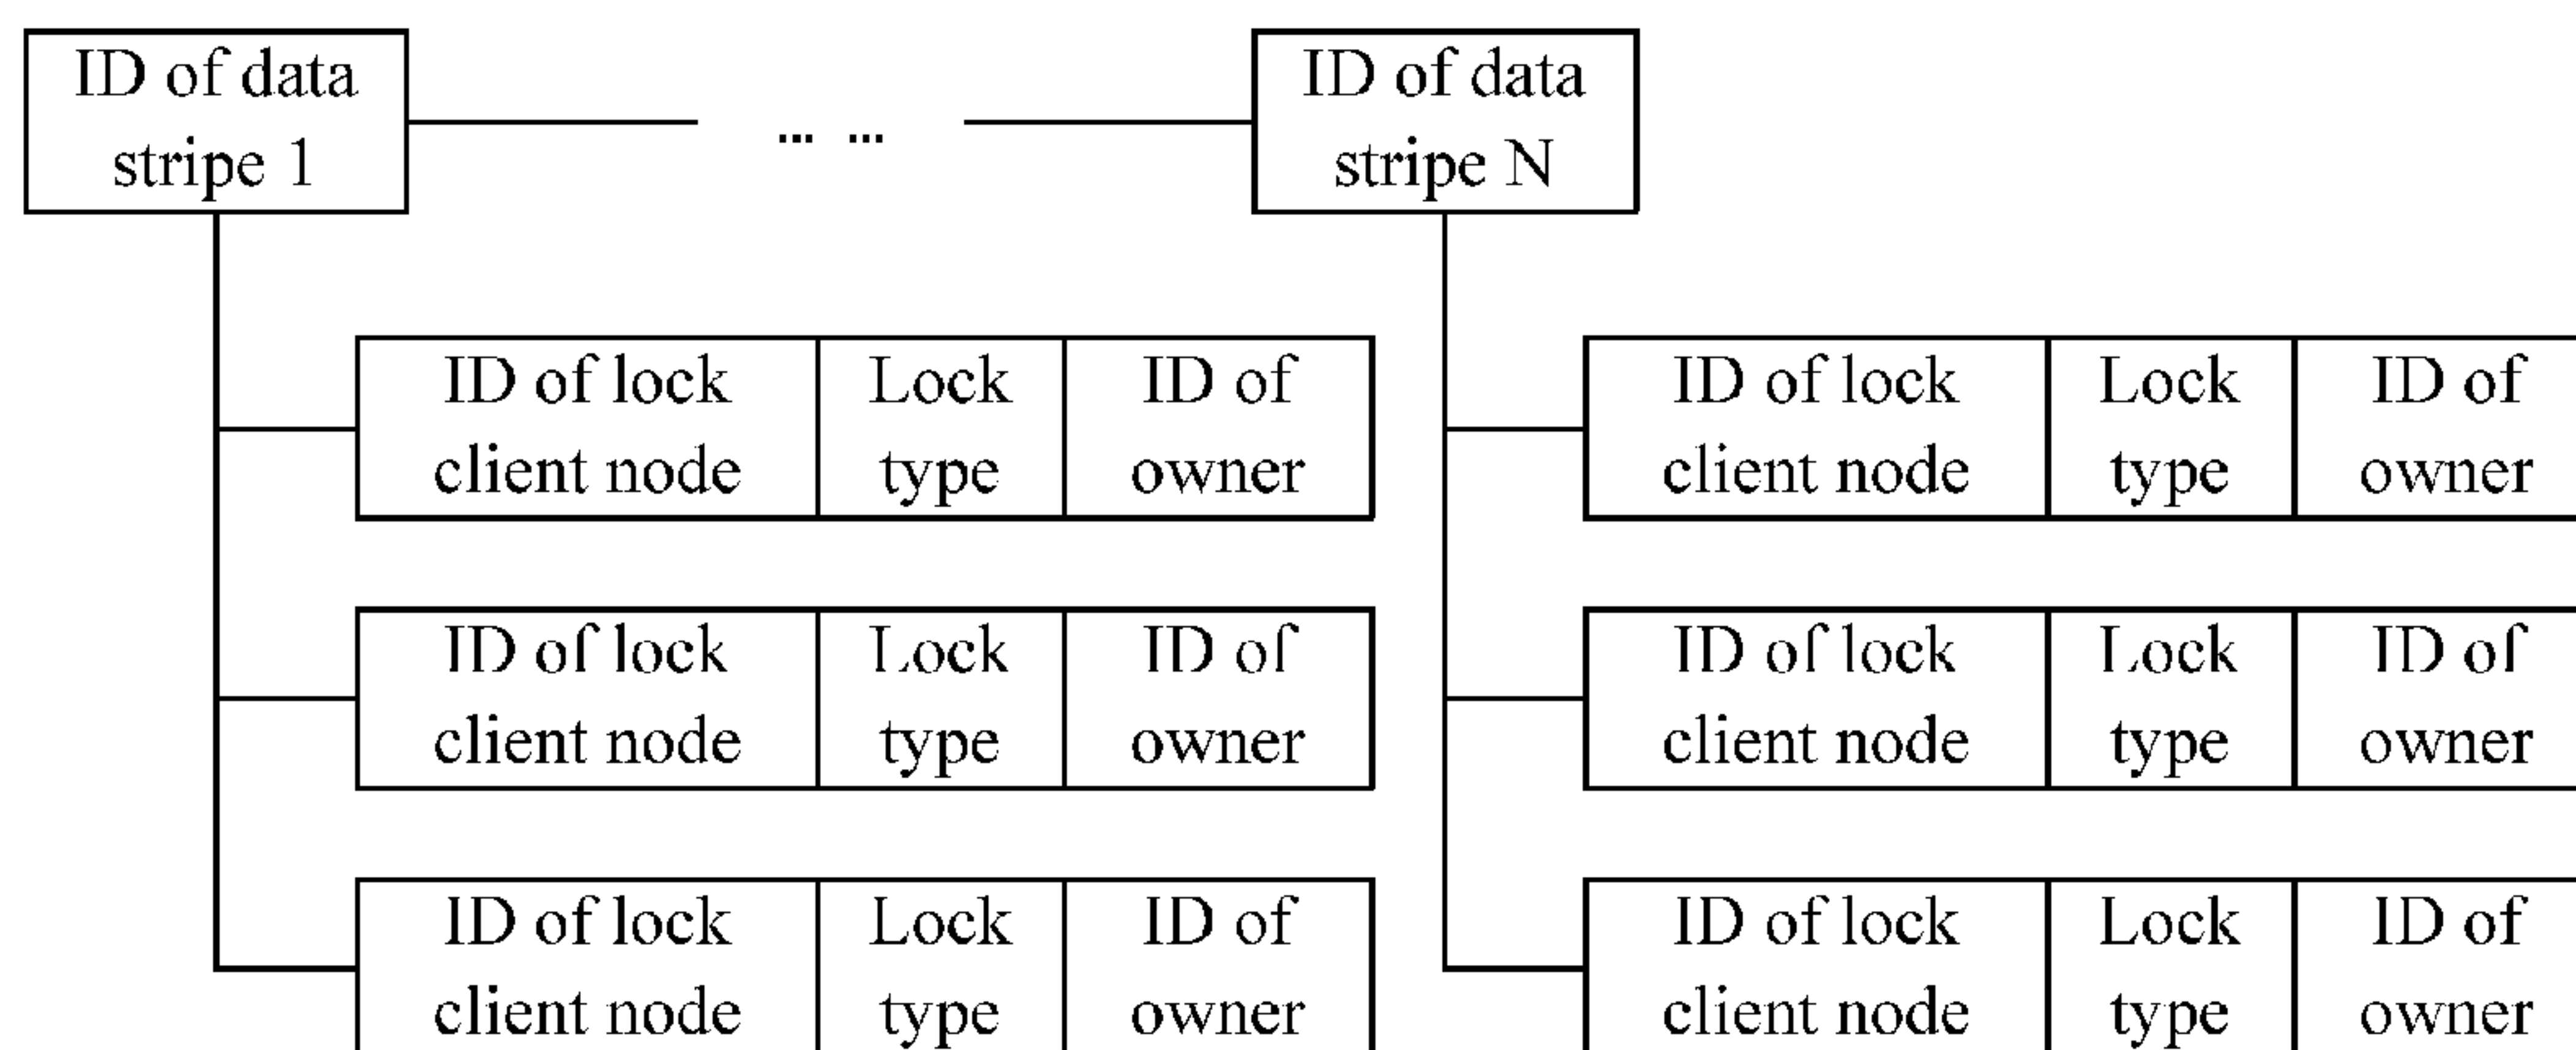 ID of data
stripe 1
... ...
ID of data
stripe N
ID of lock
client node
Lock
type
ID of
owner
ID of lock
client node
Lock
type
ID of
owner
ID of lock
client node
Lock
type
ID of
owner
ID of lock
client node
Lock
type
ID of
owner
ID of lock
client node
Lock
type
ID of
owner
ID of lock
client node
Lock
type
ID of
owner